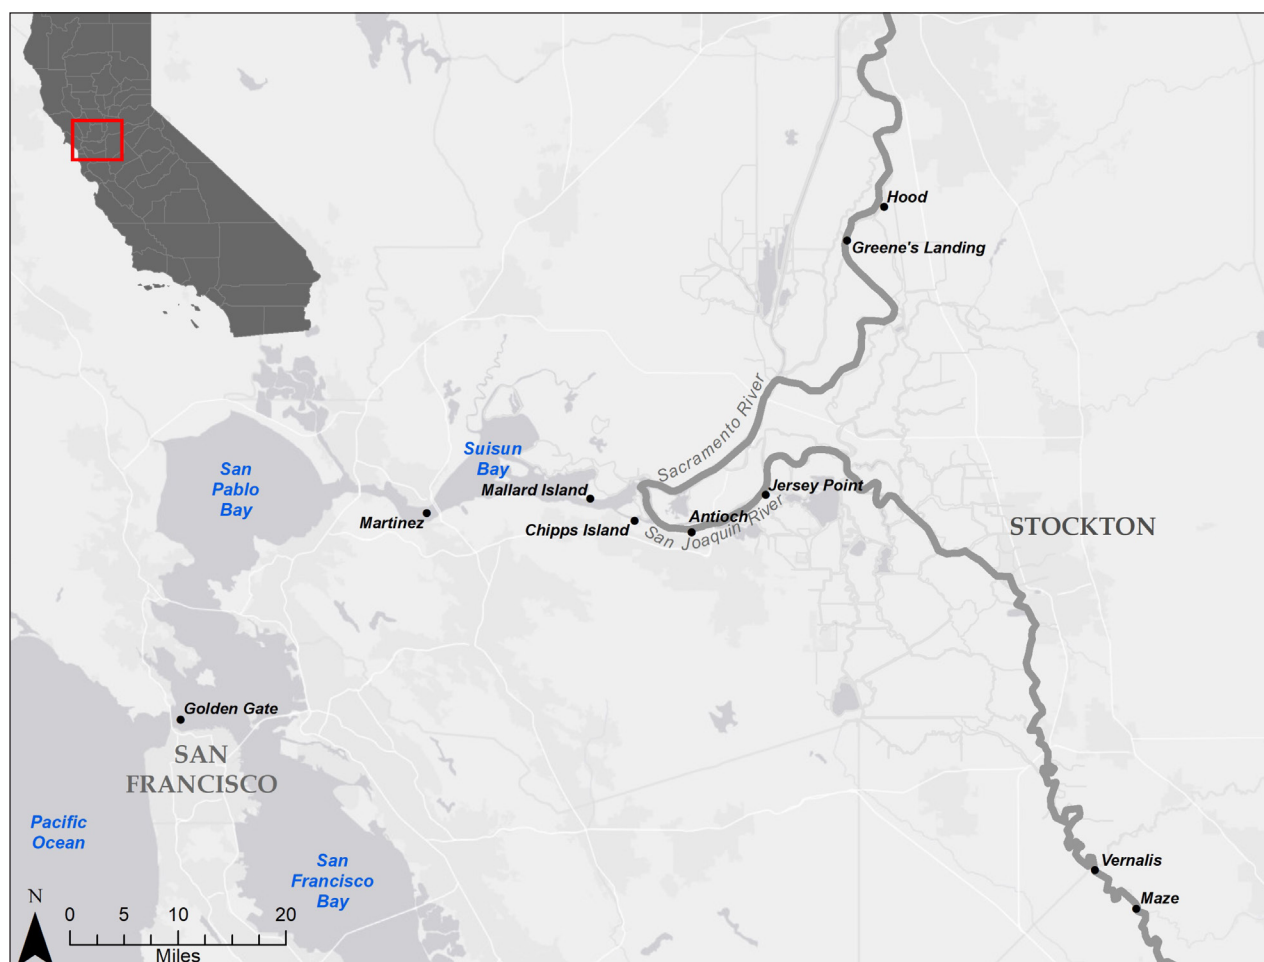 Hood
Greene's Landing
Sacramento River
Suisun
Bay
San
Pablo
Bay
Mallard Island
Jersey Point
Martinez
Chipps Island
Antioch
San Joaquin River
STOCKTON
Golden Gate
SAN
FRANCISCO
Pacific
Ocean
San
Francisco
Bay
Vernalis
Maze
N
0 5 10 20
Miles